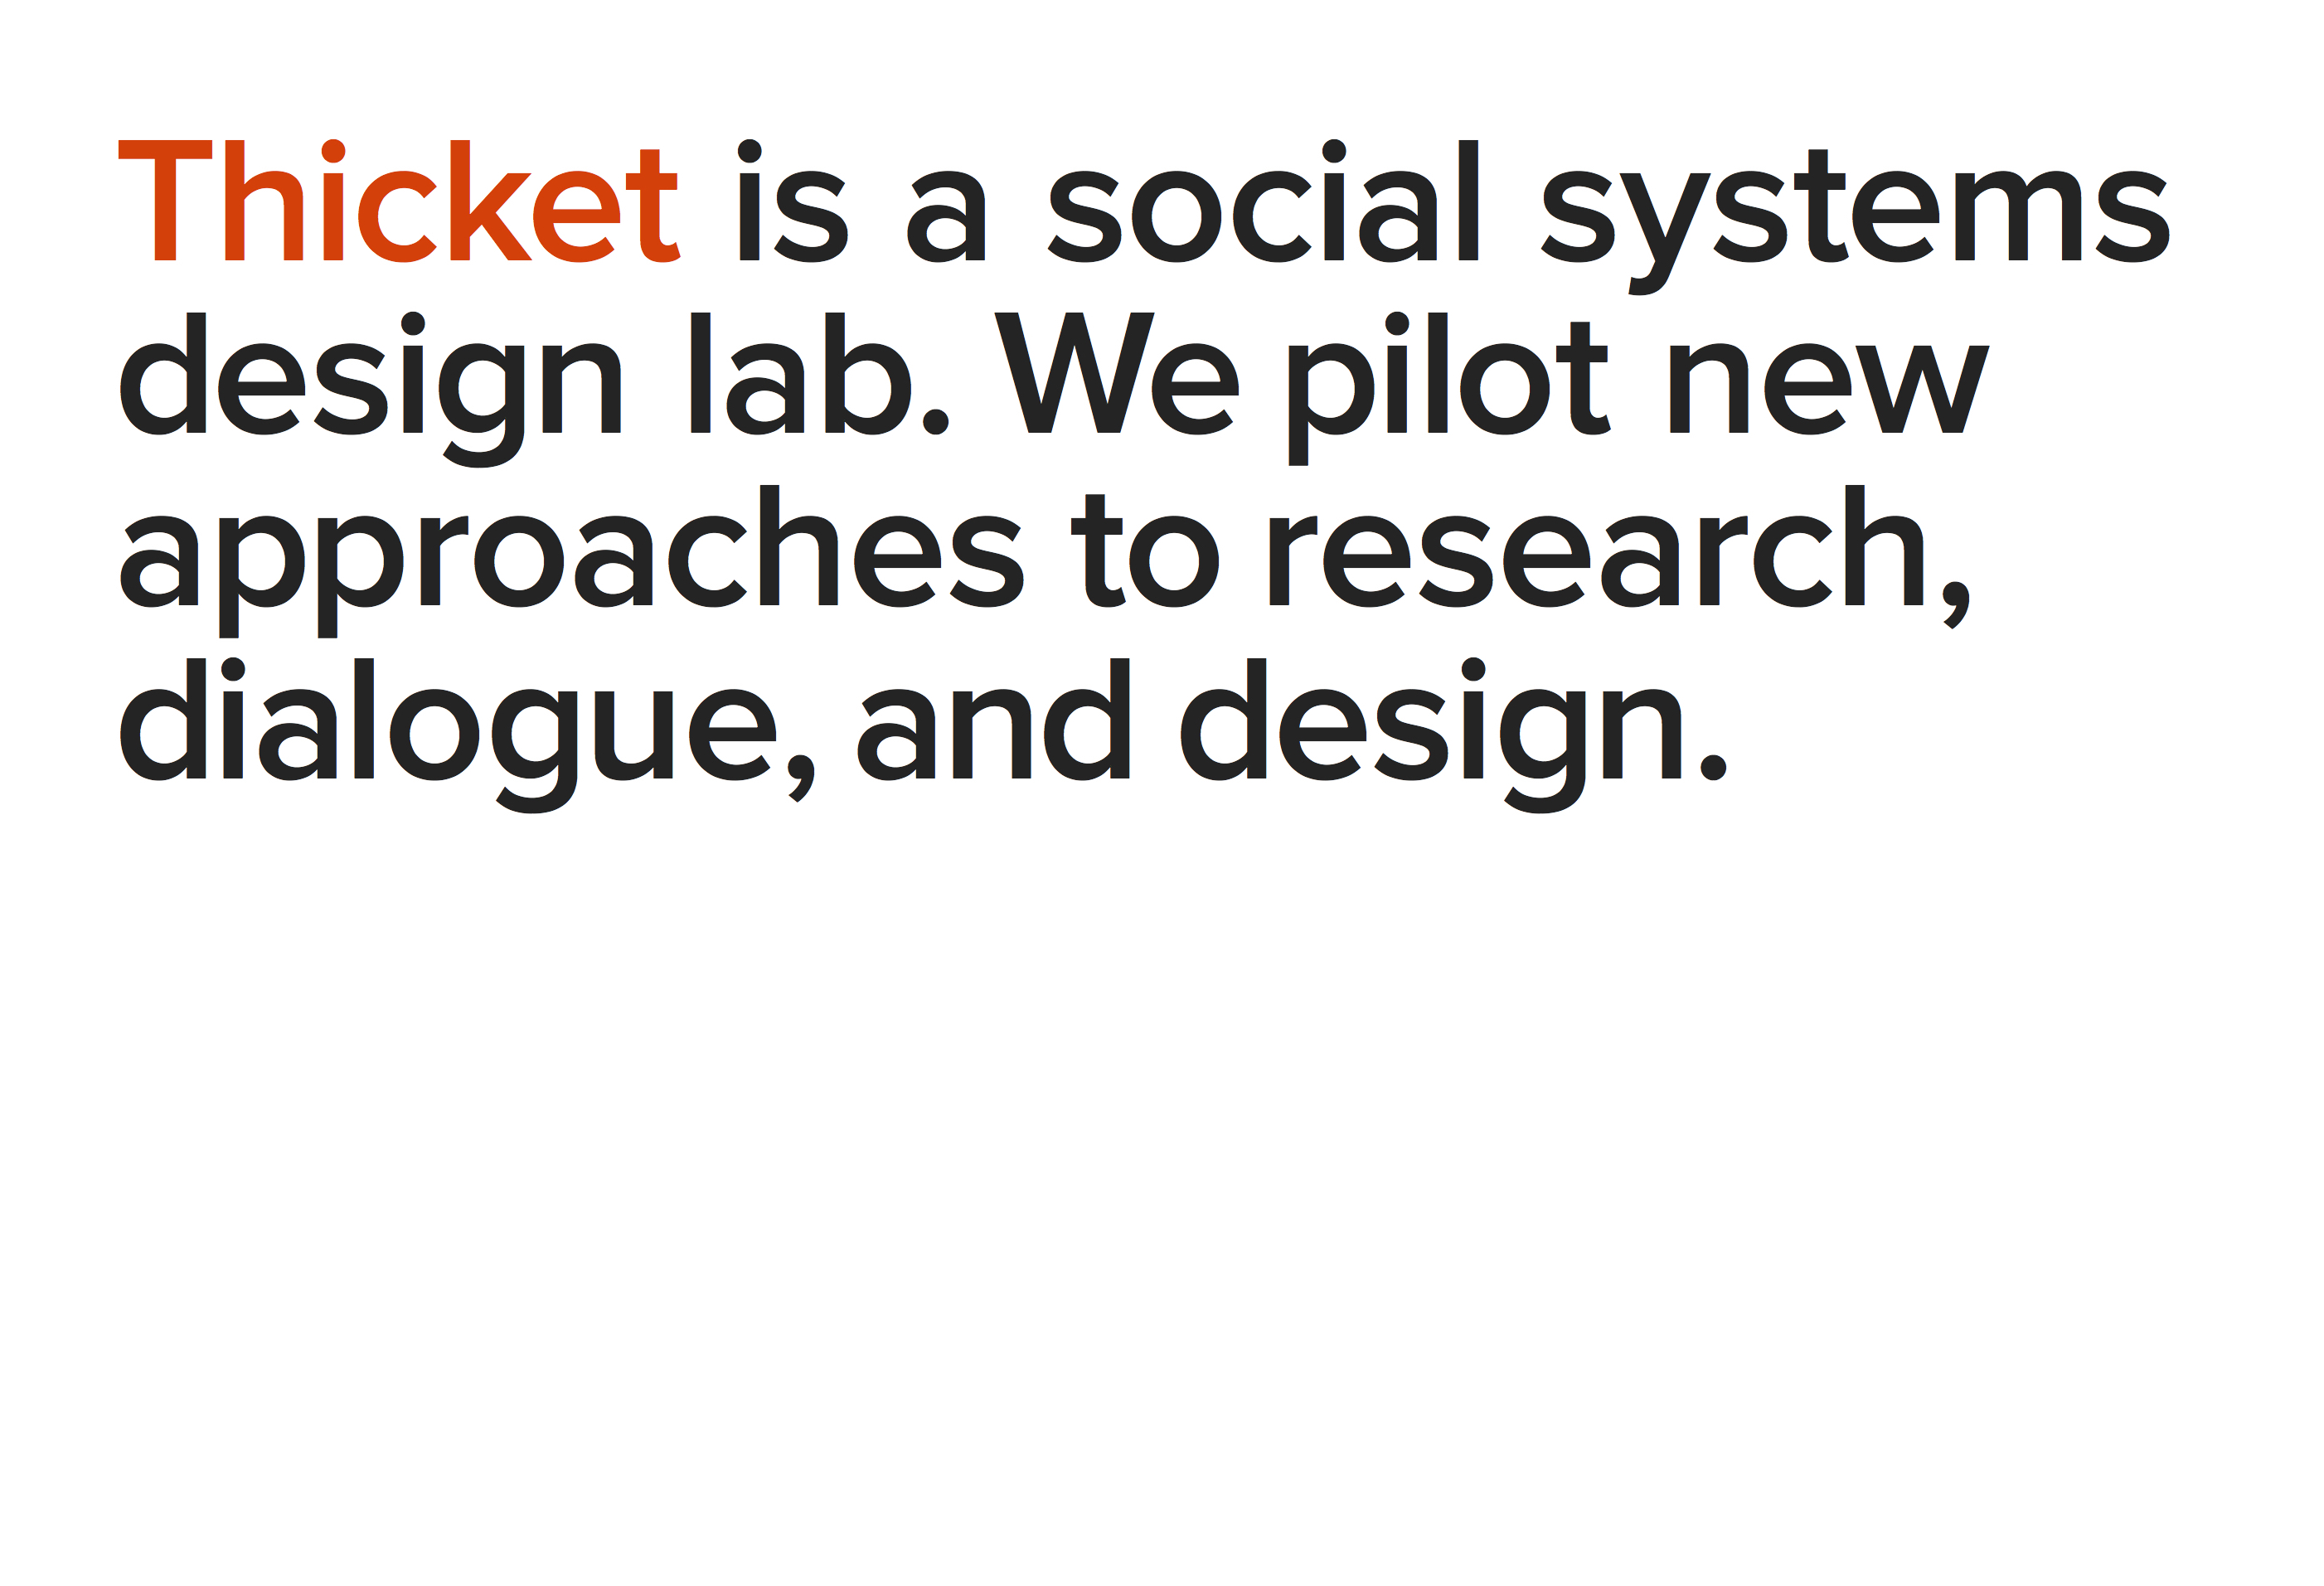 Thicket is a social systems
design lab. We pilot new
approaches to research,
dialogue, and design.